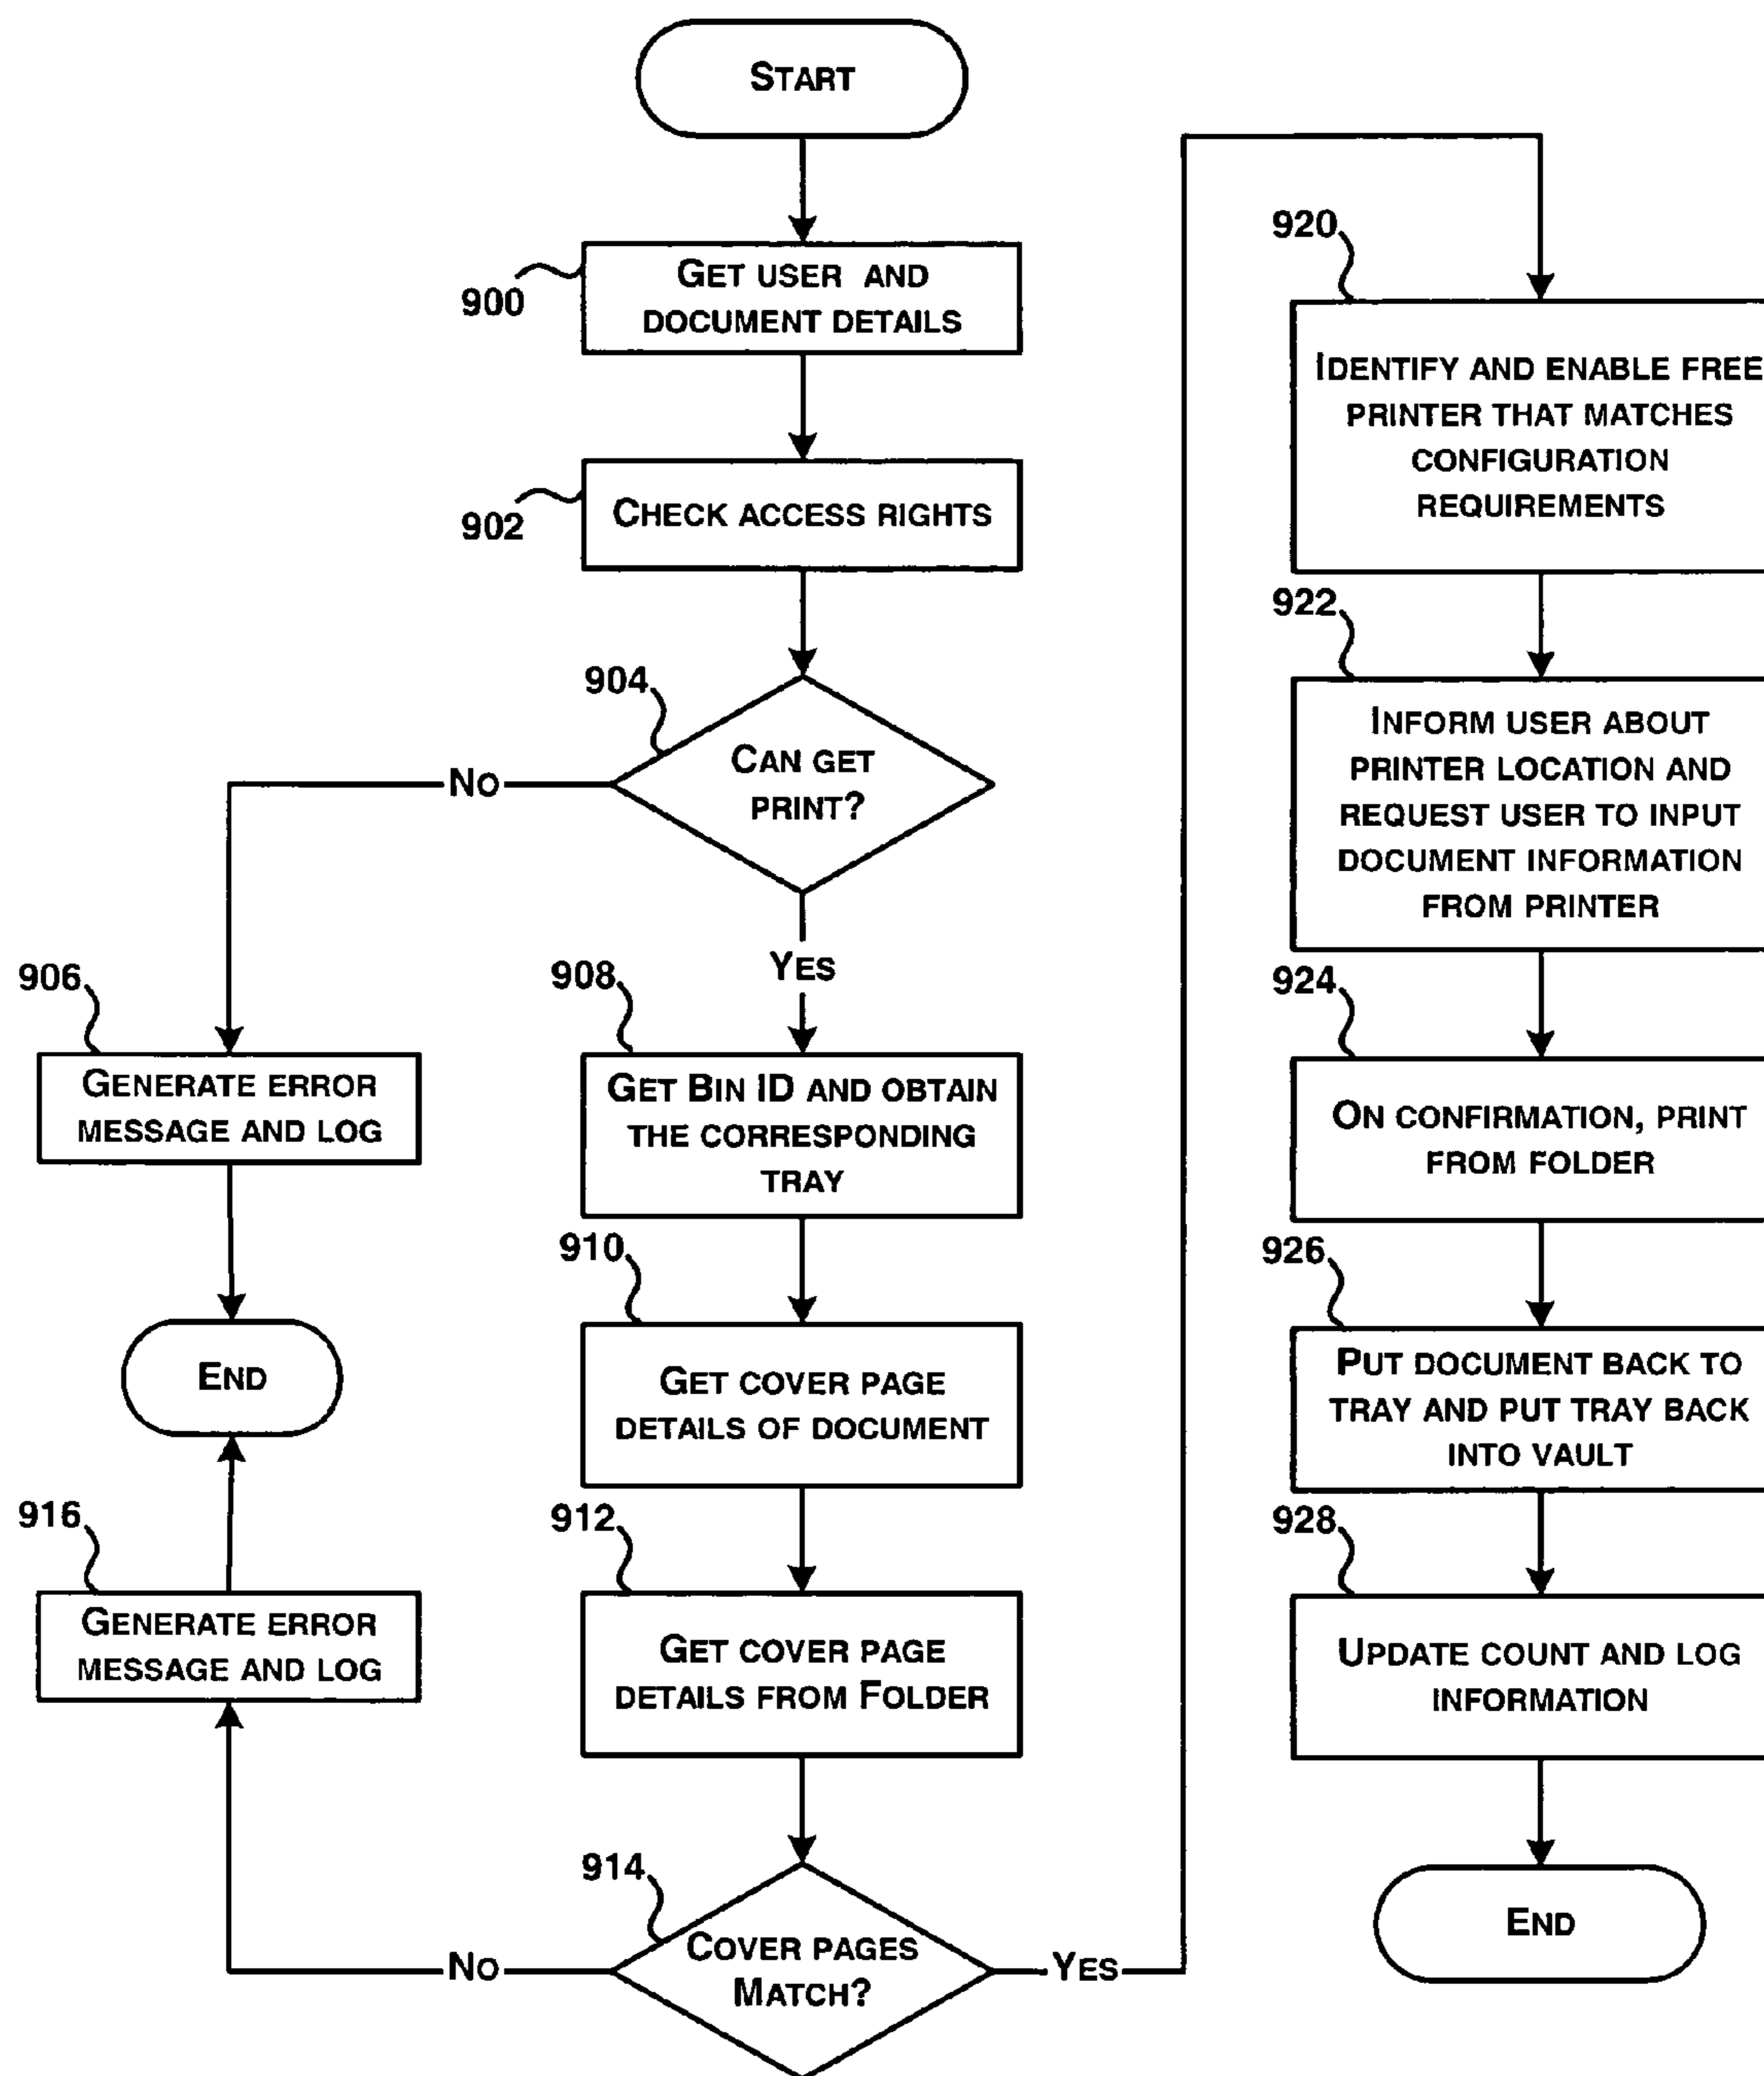 START
900
GET USER AND
DOCUMENT DETAILS
902
CHECK ACCESS RIGHTS
904
CAN GET
PRINT?
NO
YES
906
GENERATE ERROR
MESSAGE AND LOG
END
908
GET BIN ID AND OBTAIN
THE CORRESPONDING
TRAY
910
GET COVER PAGE
DETAILS OF DOCUMENT
912
GET COVER PAGE
DETAILS FROM FOLDER
914
COVER PAGES
MATCH?
NO
YES
916
GENERATE ERROR
MESSAGE AND LOG
920
IDENTIFY AND ENABLE FREE
PRINTER THAT MATCHES
CONFIGURATION
REQUIREMENTS
922
INFORM USER ABOUT
PRINTER LOCATION AND
REQUEST USER TO INPUT
DOCUMENT INFORMATION
FROM PRINTER
924
ON CONFIRMATION, PRINT
FROM FOLDER
926
PUT DOCUMENT BACK TO
TRAY AND PUT TRAY BACK
INTO VAULT
928
UPDATE COUNT AND LOG
INFORMATION
END